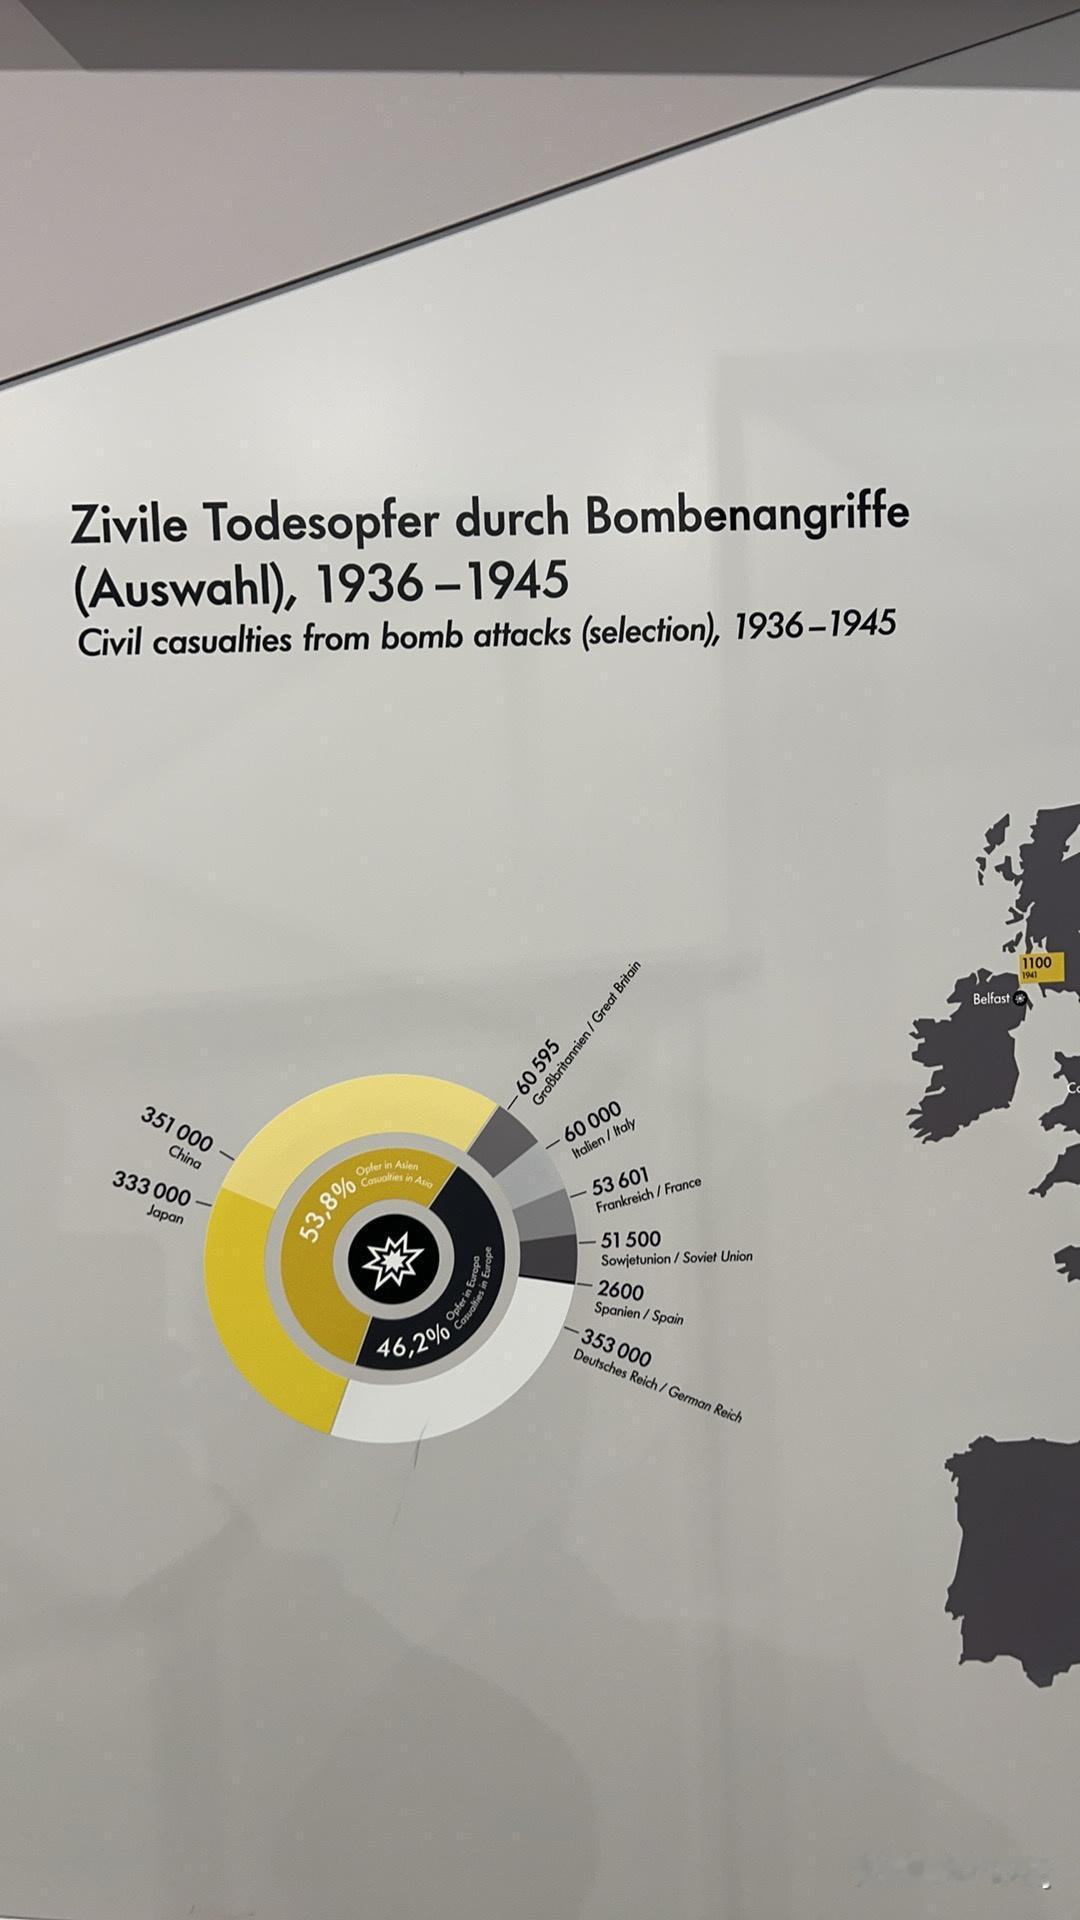 Zivile Todesopfer durch Bombenangriffe
(Auswahl), 1936 – 1945
Civil casualties from bomb attacks (selection), 1936 – 1945
60 595
Großbritannien / Great Britain
60 000
Italien / Italy
53 601
Frankreich / France
51 500
Sowjetunion / Soviet Union
2600
Spanien / Spain
353 000
Deutsches Reich / German Reich
351 000
China
333 000
Japan
53,8%
Opfer in Asien
Casualties in Asia
46,2%
Opfer in Europa
Casualties in Europe
1100
1941
Belfast